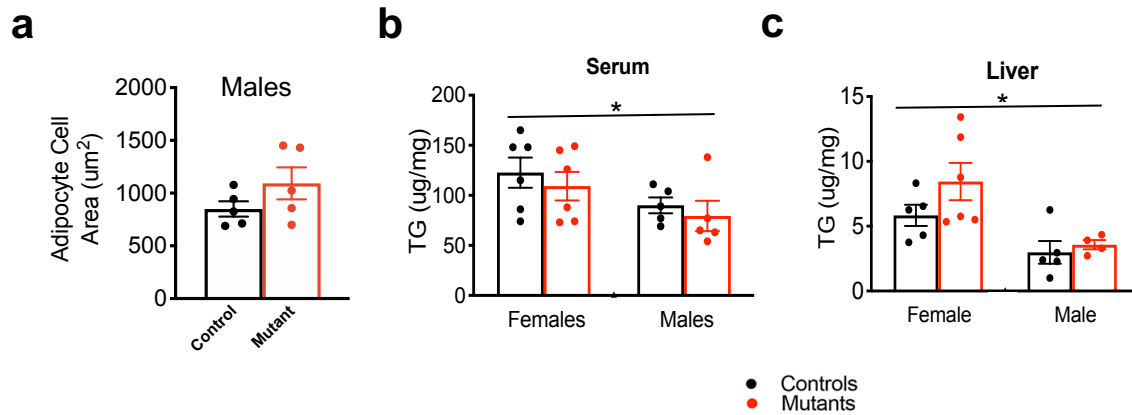 a
Males
Adipocyte Cell
Area (um²)
2000
1500
1000
500
0
Control
Mutant
b
Serum
TG (ug/mg)
200
150
100
50
0
*
Females
Males
c
Liver
TG (ug/mg)
15
10
5
0
*
Female
Male
Controls
Mutants